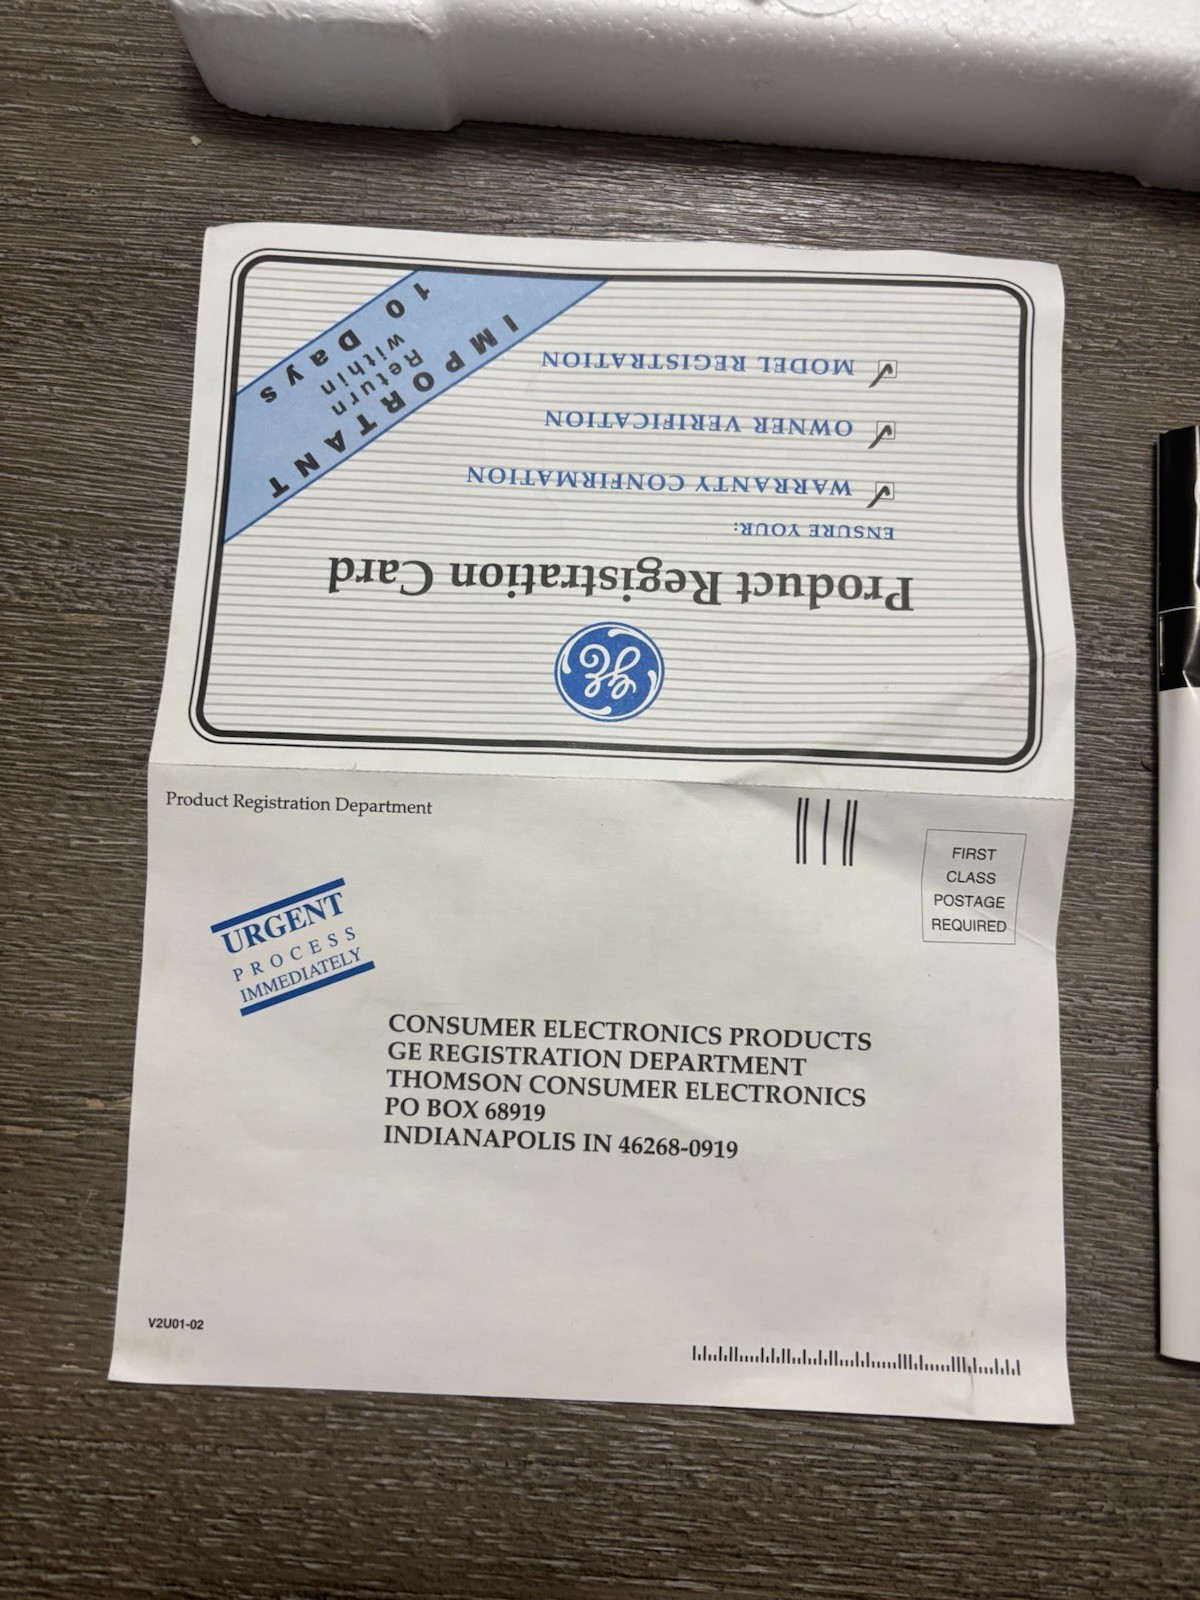 IMPORTANT
Return
within
10 Days
MODEL REGISTRATION
OWNER VERIFICATION
WARRANTY CONFIRMATION
ENSURE YOUR:
Product Registration Card
GE
Product Registration Department
FIRST
CLASS
POSTAGE
REQUIRED
URGENT
PROCESS
IMMEDIATELY
CONSUMER ELECTRONICS PRODUCTS
GE REGISTRATION DEPARTMENT
THOMSON CONSUMER ELECTRONICS
PO BOX 68919
INDIANAPOLIS IN 46268-0919
V2U01-02